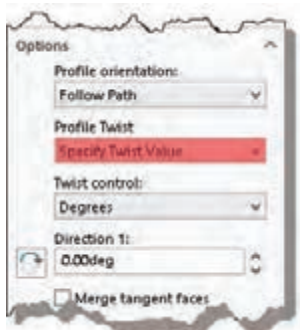 Options
Profile orientation:
Follow Path
Profile Twist
Specify Twist Value
Twist control:
Degrees
Direction 1:
0.00deg
Merge tangent faces